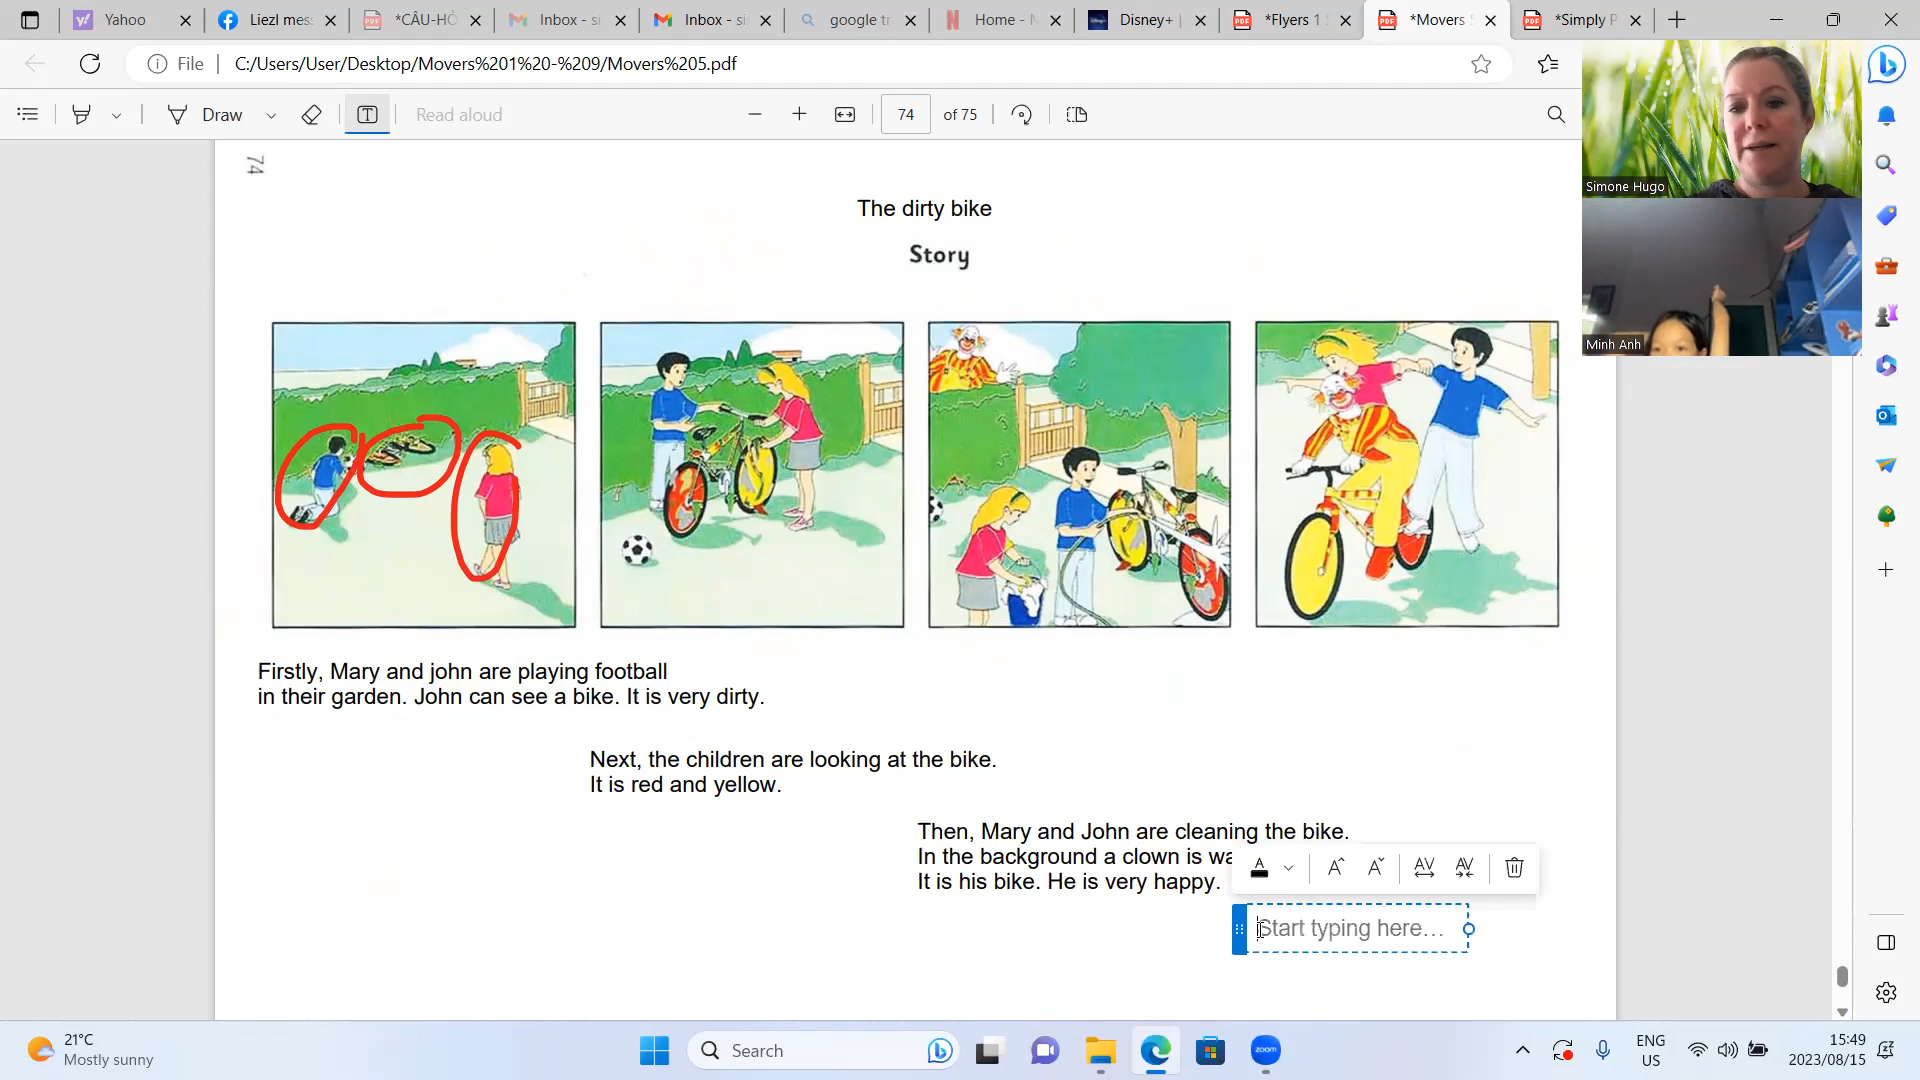 Yahoo
Liezl mes
*CÂU-HỎ
Inbox - si
Inbox - si
google tr
Home - N
Disney+ |
*Flyers 1 S
*Movers 5
*Simply P
File
C:/Users/User/Desktop/Movers%201%20-%209/Movers%205.pdf
Draw
Read aloud
74
of 75
Simone Hugo
Minh Anh
74
The dirty bike
Story
Firstly, Mary and john are playing football
in their garden. John can see a bike. It is very dirty.
Next, the children are looking at the bike.
It is red and yellow.
Then, Mary and John are cleaning the bike.
In the background a clown is wa
It is his bike. He is very happy.
Start typing here...
21°C
Mostly sunny
Search
zoom
ENG
US
15:49
2023/08/15